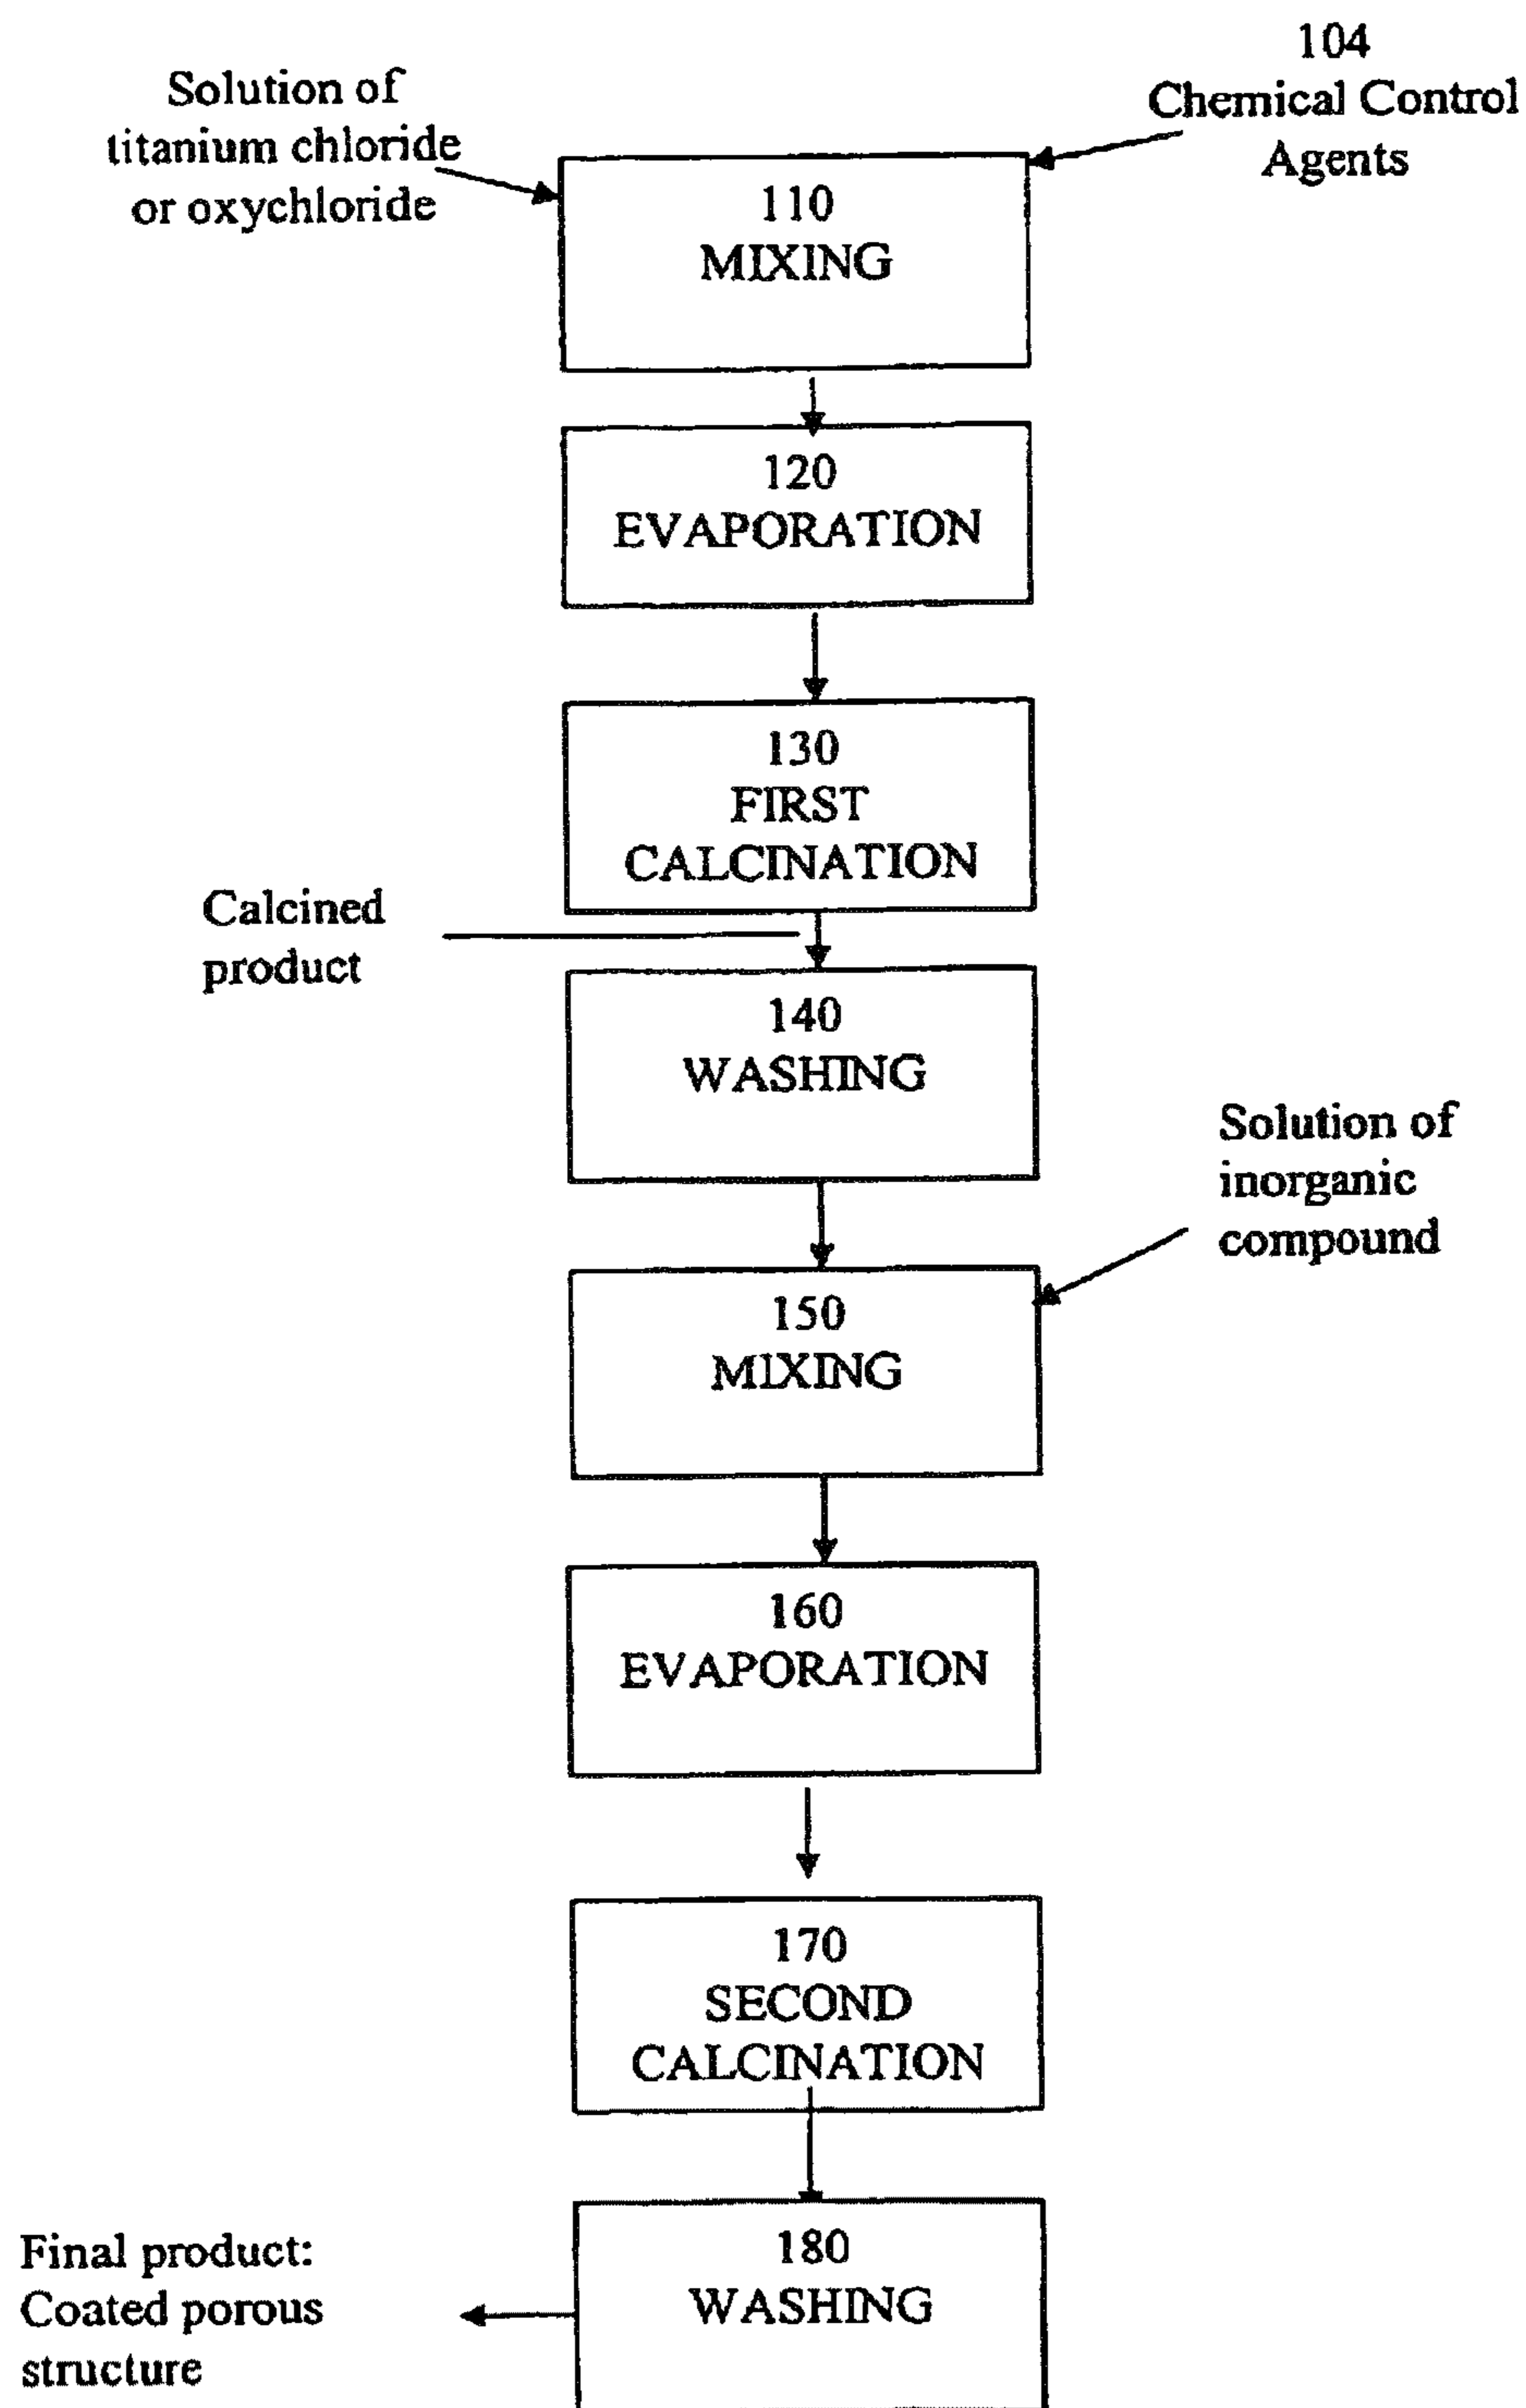 Solution of
titanium chloride
or oxychloride
104
Chemical Control
Agents
110
MIXING
120
EVAPORATION
130
FIRST
CALCINATION
Calcined
product
140
WASHING
Solution of
inorganic
compound
150
MIXING
160
EVAPORATION
170
SECOND
CALCINATION
180
WASHING
Final product:
Coated porous
structure